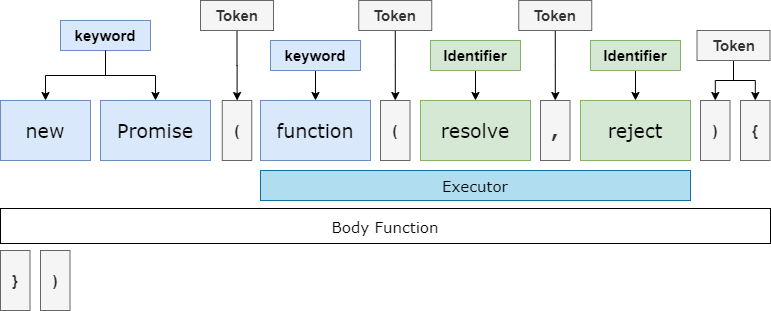 Token Token Token
keyword keyword Identifier Identifier Token
new Promise ( function ( resolve , reject ) {
Executor
Body Function
} )